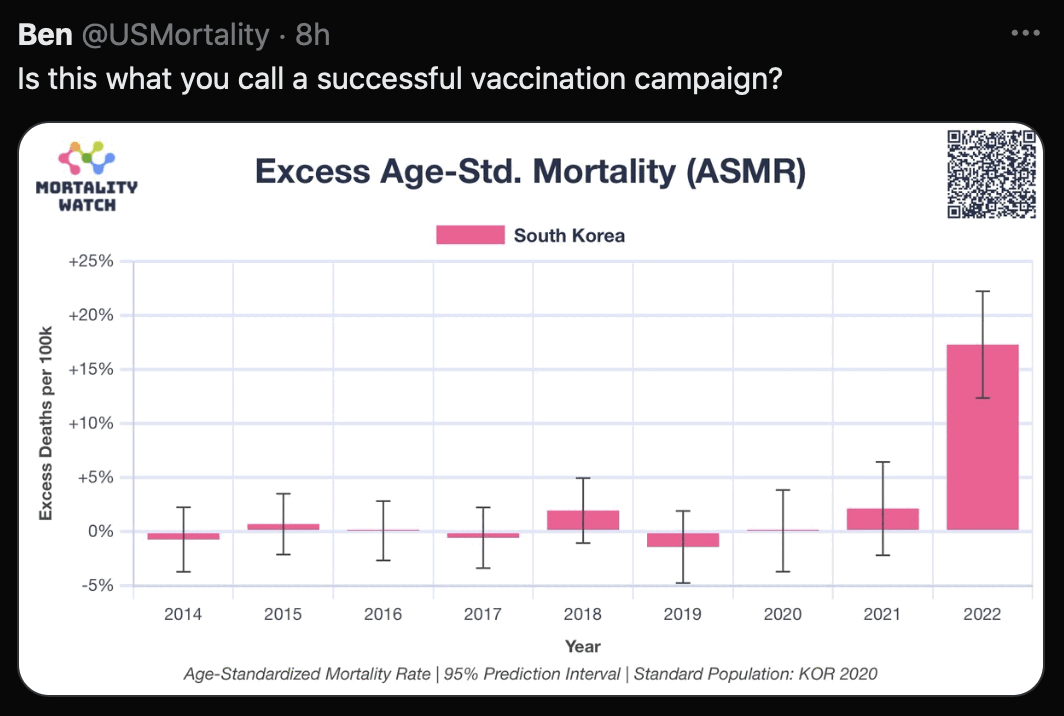 Ben @USMortality · 8h
Is this what you call a successful vaccination campaign?
MORTALITY
WATCH
Excess Age-Std. Mortality (ASMR)
South Korea
Excess Deaths per 100k
+25%
+20%
+15%
+10%
+5%
0%
-5%
2014 2015 2016 2017 2018 2019 2020 2021 2022
Year
Age-Standardized Mortality Rate | 95% Prediction Interval | Standard Population: KOR 2020